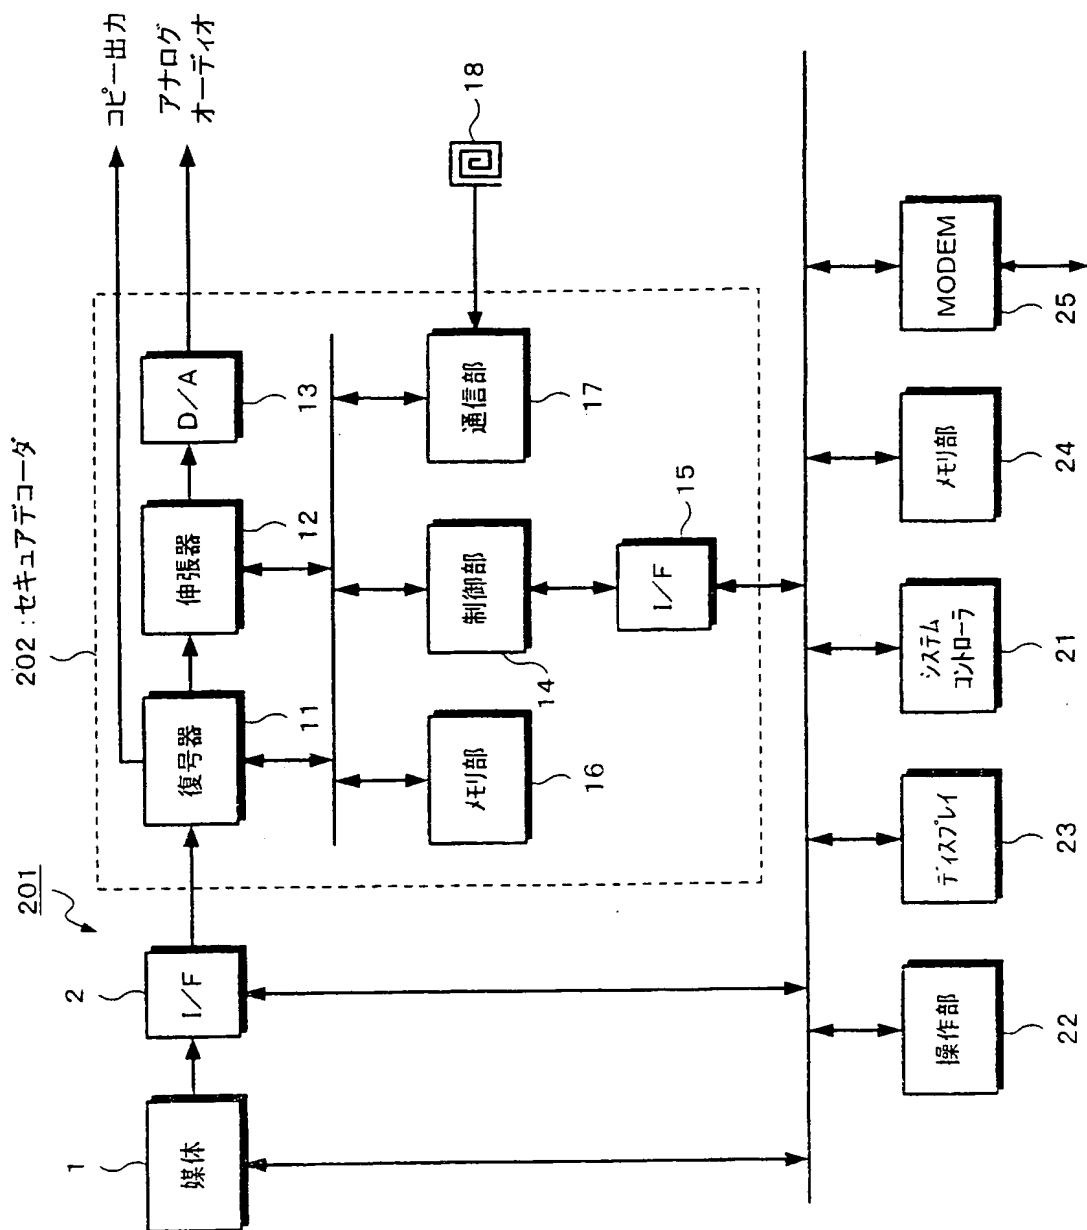 201
202:セキュアデコーダ
コピー出力
アナログ
オーディオ
1
媒体
2
I/F
復号器
11
伸張器
12
D/A
13
メモリ部
16
制御部
14
通信部
17
18
I/F
15
操作部
22
ディスプレイ
23
システム
コントローラ
21
メモリ部
24
MODEM
25